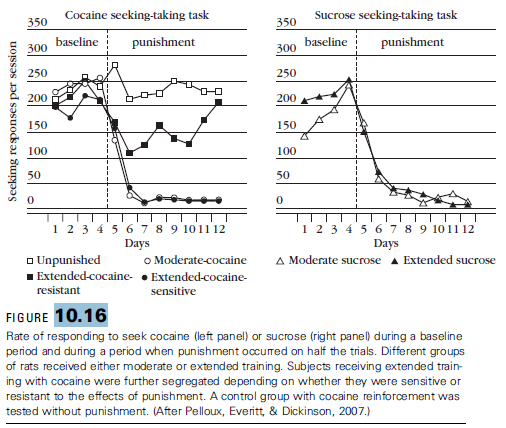 Cocaine seeking-taking task
Sucrose seeking-taking task
Seeking responses per session
350
300
250
200
150
100
50
0
baseline
punishment
1 2 3 4 5 6 7 8 9 10 11 12
Days
350
300
250
200
150
100
50
0
baseline
punishment
1 2 3 4 5 6 7 8 9 10 11 12
Days
Unpunished
Moderate-cocaine
Extended-cocaine-
resistant
Extended-cocaine-
sensitive
Moderate sucrose
Extended sucrose
FIGURE 10.16
Rate of responding to seek cocaine (left panel) or sucrose (right panel) during a baseline
period and during a period when punishment occurred on half the trials. Different groups
of rats received either moderate or extended training. Subjects receiving extended train-
ing with cocaine were further segregated depending on whether they were sensitive or
resistant to the effects of punishment. A control group with cocaine reinforcement was
tested without punishment. (After Pelloux, Everitt, & Dickinson, 2007.)